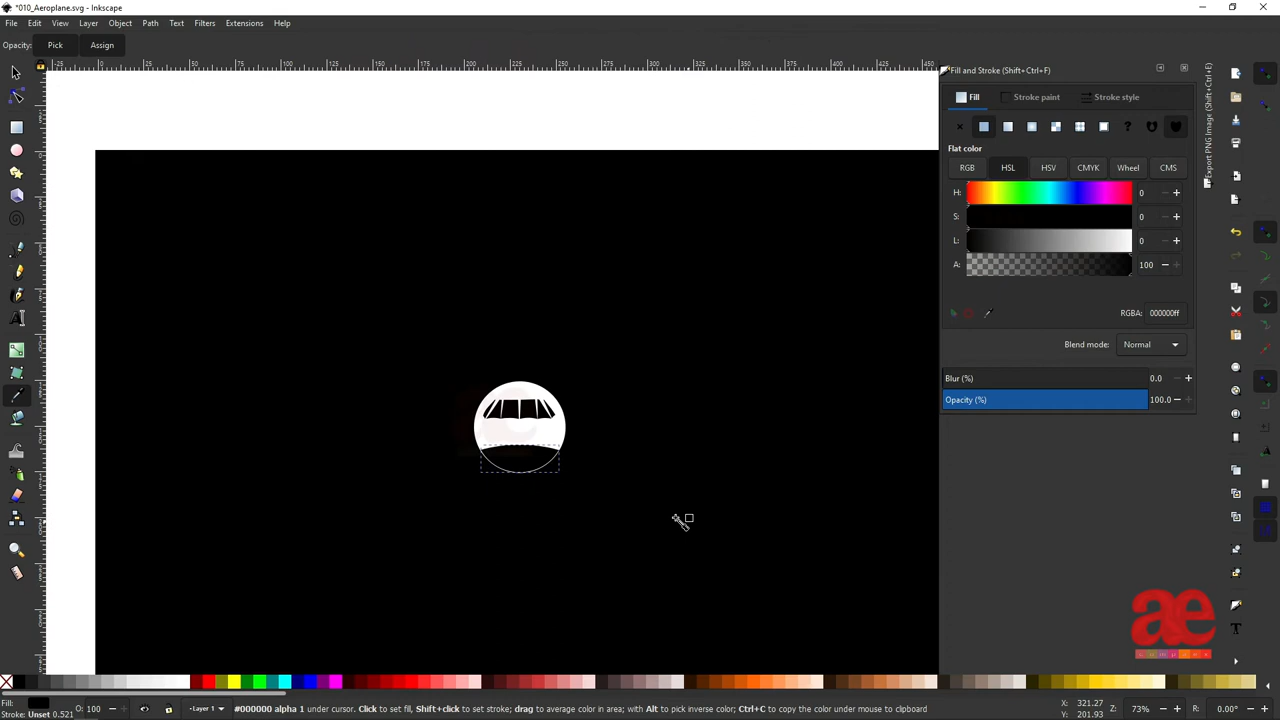 *010_Aeroplane.svg - Inkscape
File Edit View Layer Object Path Text Filters Extensions Help
Opacity: Pick Assign
Fill and Stroke (Shift+Ctrl+F)
Export PNG Image (Shift+Ctrl+E)
Fill Stroke paint Stroke style
Flat color
RGB HSL HSV CMYK Wheel CMS
H: 0
S: 0
L: 0
A: 100
RGBA: 000000ff
Blend mode: Normal
Blur (%) 0.0
Opacity (%) 100.0
æ
Fill:
Stroke: Unset 0.521
O: 100
-Layer 1
#000000 alpha 1 under cursor. Click to set fill, Shift+click to set stroke; drag to average color in area; with Alt to pick inverse color; Ctrl+C to copy the color under mouse to clipboard
X: 321.27
Y: 201.93
Z: 73%
R: 0.00°